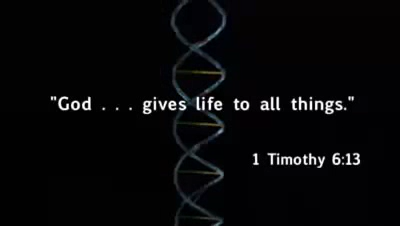 "God . . . gives life to all things."
1 Timothy 6:13